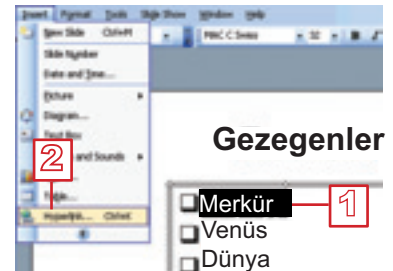 Insert Format Tools Slide Show Window Help
New Slide Ctrl+M
Slide Number
Date and Time...
Picture
Diagram...
Text Box
and Sounds
Table...
Hyperlink... Ctrl+K
2
Gezegenler
Merkür 1
Venüs
Dünya